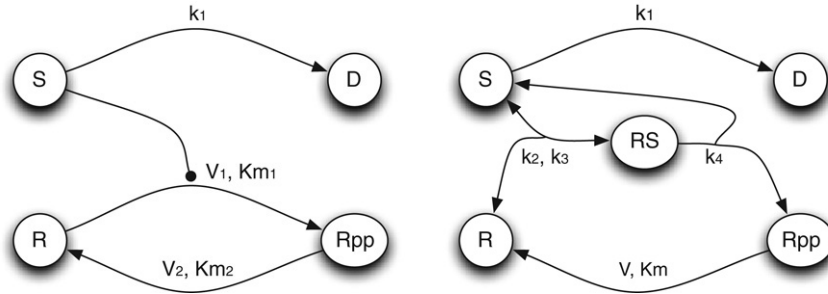 k₁
S
D
V₁, Km₁
R
Rpp
V₂, Km₂
k₁
S
D
RS
k₂, k₃
k₄
R
Rpp
V, Km